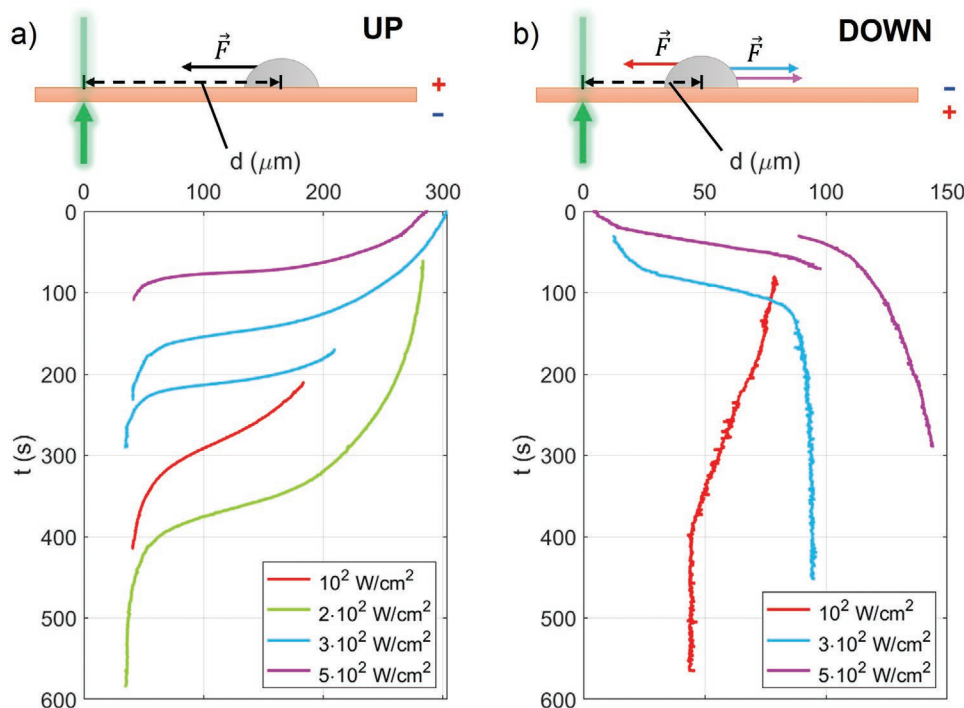 a)
UP
F⃗
+
−
d (μm)
0 100 200 300
0
100
200
300
400
500
600
t (s)
10² W/cm²
2·10² W/cm²
3·10² W/cm²
5·10² W/cm²
b)
DOWN
F⃗ F⃗
−
+
d (μm)
0 50 100 150
0
100
200
300
400
500
600
t (s)
10² W/cm²
3·10² W/cm²
5·10² W/cm²